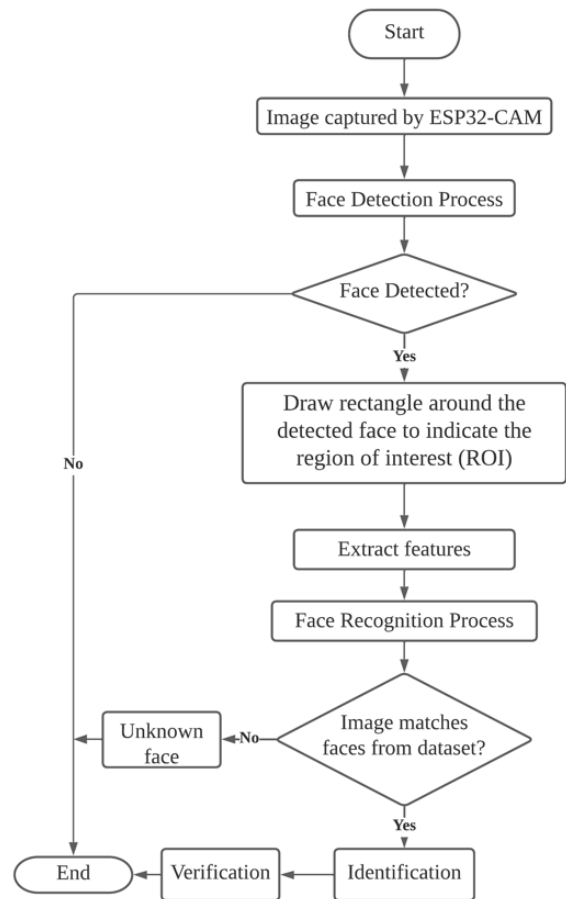 Start
Image captured by ESP32-CAM
Face Detection Process
Face Detected?
Yes
Draw rectangle around the
detected face to indicate the
region of interest (ROI)
No
Extract features
Face Recognition Process
Image matches
faces from dataset?
No
Unknown
face
Yes
Identification
Verification
End